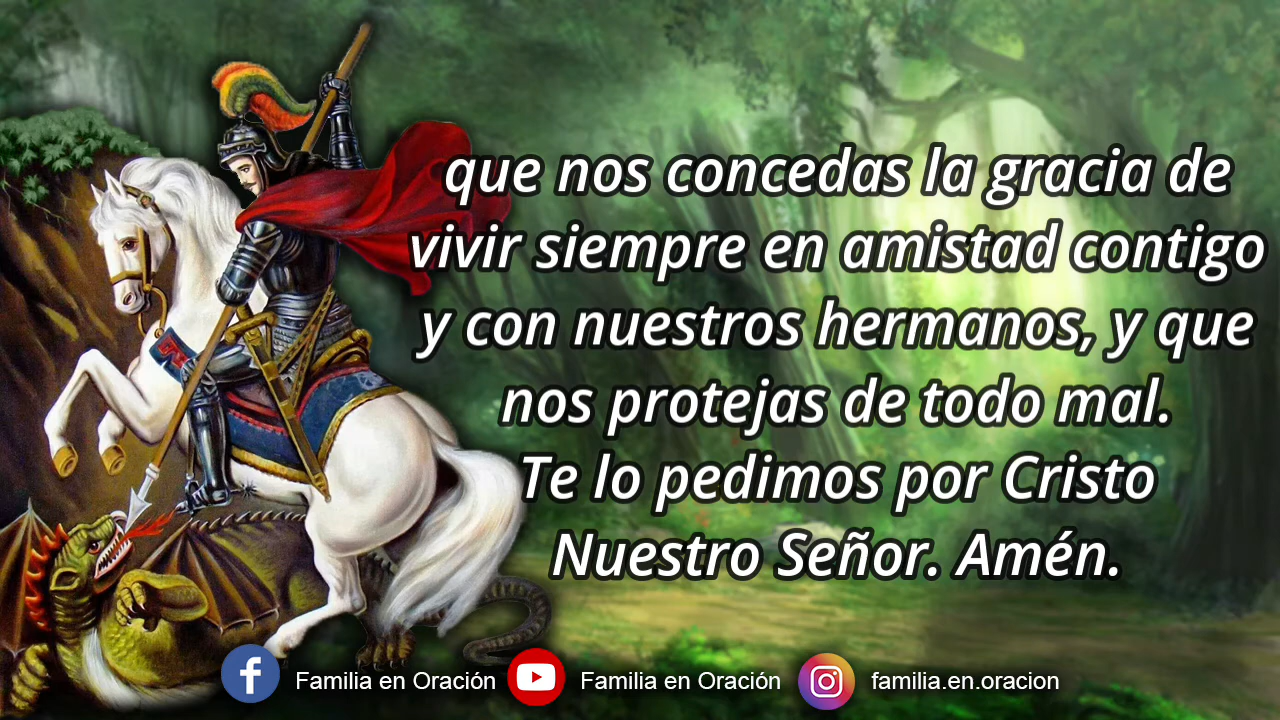 que nos concedas la gracia de
vivir siempre en amistad contigo
y con nuestros hermanos, y que
nos protejas de todo mal.
Te lo pedimos por Cristo
Nuestro Señor. Amén.
Familia en Oración Familia en Oración familia.en.oracion